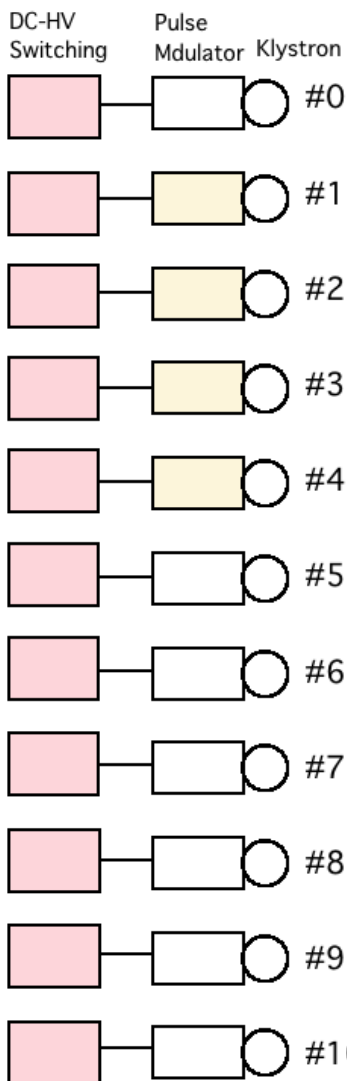 DC-HV
Switching
Pulse
Mdulator
Klystron
#0
#1
#2
#3
#4
#5
#6
#7
#8
#9